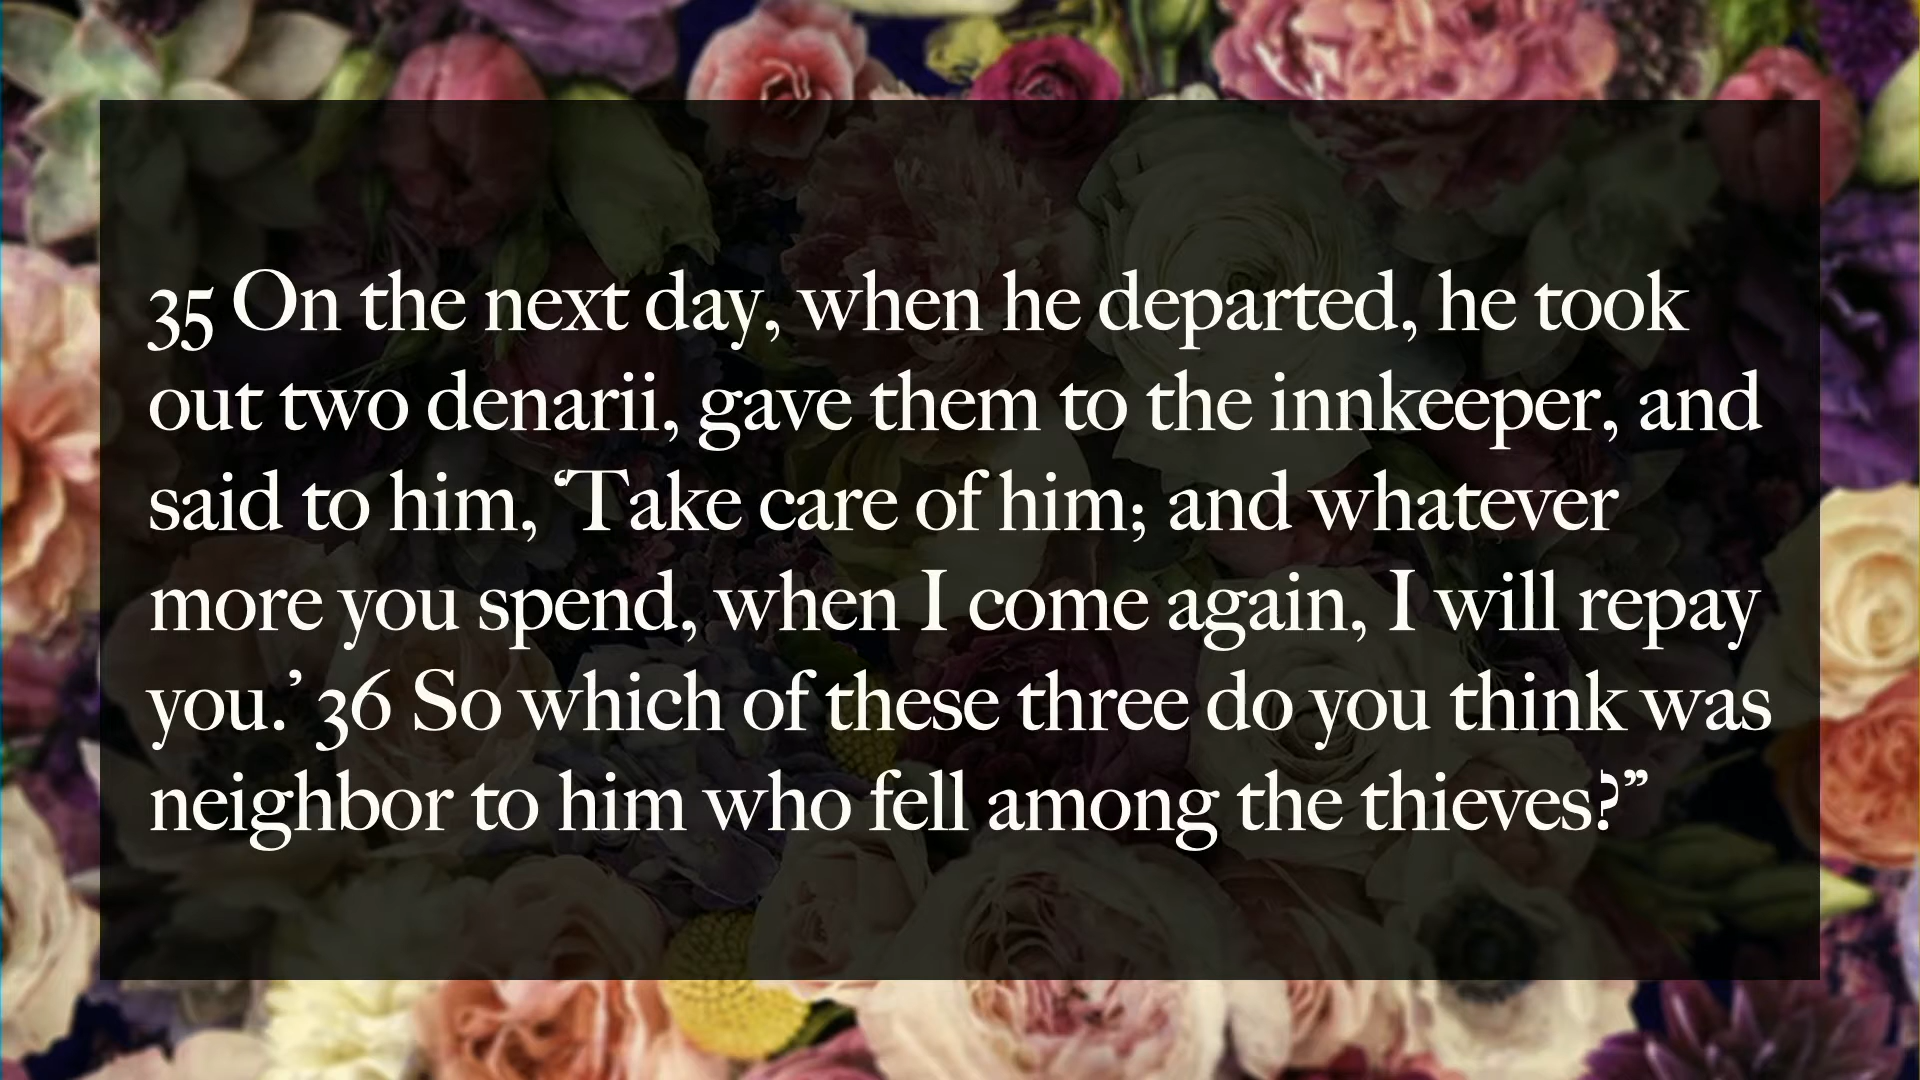 35 On the next day, when he departed, he took
out two denarii, gave them to the innkeeper, and
said to him, ‘Take care of him; and whatever
more you spend, when I come again, I will repay
you.’ 36 So which of these three do you think was
neighbor to him who fell among the thieves?”